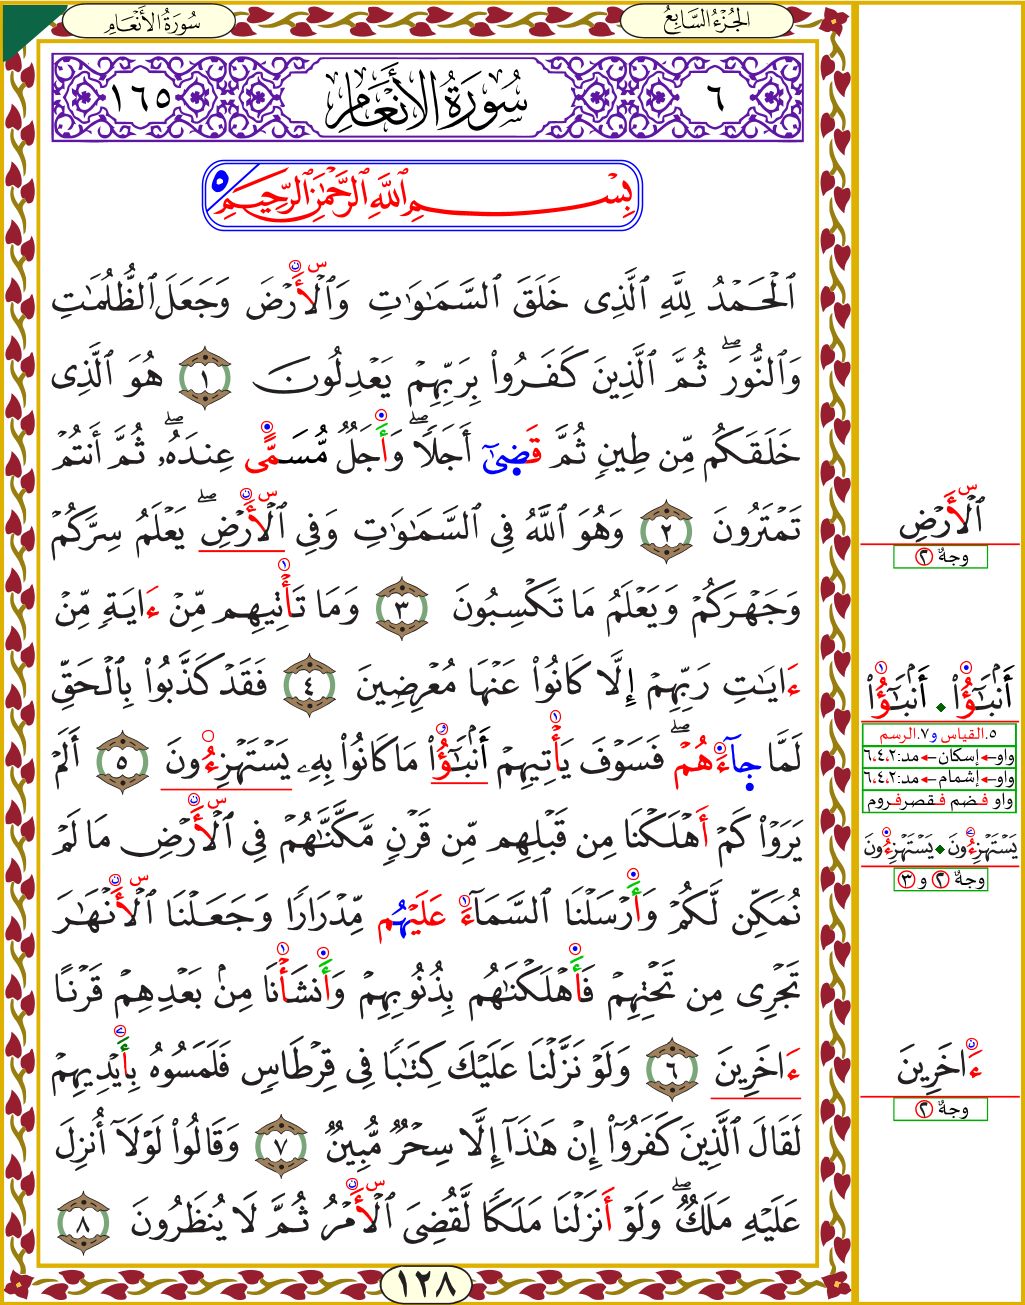 سُورَةُ الأَنْعَامِ
الجُزْءُ السَّابِعُ
٦ سُورَةُ الأَنْعَامِ ١٦٥
بِسْمِ اللَّهِ الرَّحْمَٰنِ الرَّحِيمِ ٥
ٱلْحَمْدُ لِلَّهِ ٱلَّذِى خَلَقَ ٱلسَّمَٰوَٰتِ وَٱلْأَرْضَ وَجَعَلَ ٱلظُّلُمَٰتِ
وَٱلنُّورَۖ ثُمَّ ٱلَّذِينَ كَفَرُوا۟ بِرَبِّهِمْ يَعْدِلُونَ ١ هُوَ ٱلَّذِى
خَلَقَكُم مِّن طِينٍ ثُمَّ قَضَىٰٓ أَجَلًاۖ وَأَجَلٌ مُّسَمًّى عِندَهُۥۖ ثُمَّ أَنتُمْ
تَمْتَرُونَ ٢ وَهُوَ ٱللَّهُ فِى ٱلسَّمَٰوَٰتِ وَفِى ٱلْأَرْضِۖ يَعْلَمُ سِرَّكُمْ
وَجَهْرَكُمْ وَيَعْلَمُ مَا تَكْسِبُونَ ٣ وَمَا تَأْتِيهِم مِّنْ ءَايَةٍ مِّنْ
ءَايَٰتِ رَبِّهِمْ إِلَّا كَانُوا۟ عَنْهَا مُعْرِضِينَ ٤ فَقَدْ كَذَّبُوا۟ بِٱلْحَقِّ
لَمَّا جَآءَهُمْۖ فَسَوْفَ يَأْتِيهِمْ أَنۢبَٰٓؤُا۟ مَا كَانُوا۟ بِهِۦ يَسْتَهْزِءُونَ ٥ أَلَمْ
يَرَوْا۟ كَمْ أَهْلَكْنَا مِن قَبْلِهِم مِّن قَرْنٍ مَّكَّنَّٰهُمْ فِى ٱلْأَرْضِ مَا لَمْ
نُمَكِّن لَّكُمْ وَأَرْسَلْنَا ٱلسَّمَآءَ عَلَيْهِم مِّدْرَارًا وَجَعَلْنَا ٱلْأَنْهَٰرَ
تَجْرِى مِن تَحْتِهِمْ فَأَهْلَكْنَٰهُم بِذُنُوبِهِمْ وَأَنشَأْنَا مِنۢ بَعْدِهِمْ قَرْنًا
ءَاخَرِينَ ٦ وَلَوْ نَزَّلْنَا عَلَيْكَ كِتَٰبًا فِى قِرْطَاسٍ فَلَمَسُوهُ بِأَيْدِيهِمْ
لَقَالَ ٱلَّذِينَ كَفَرُوٓا۟ إِنْ هَٰذَآ إِلَّا سِحْرٌ مُّبِينٌ ٧ وَقَالُوا۟ لَوْلَآ أُنزِلَ
عَلَيْهِ مَلَكٌۖ وَلَوْ أَنزَلْنَا مَلَكًا لَّقُضِىَ ٱلْأَمْرُ ثُمَّ لَا يُنظَرُونَ ٨
١٢٨
ٱلْأَرْضِ
وجهٌ ٢
أَنۢبَٰٓؤُا۟ • أَنۢبَٰٓؤُا۟
٥.القياس و٧.الرسم
واو←إسكان←مد:٦،٤،٢
واو←إشمام←مد:٦،٤،٢
واو فـضم فـقصر فـروم
يَسْتَهْزِءُونَ • يَسْتَهْزِءُونَ
وجهٌ ٢ و ٣
ءَاخَرِينَ
وجهٌ ٢